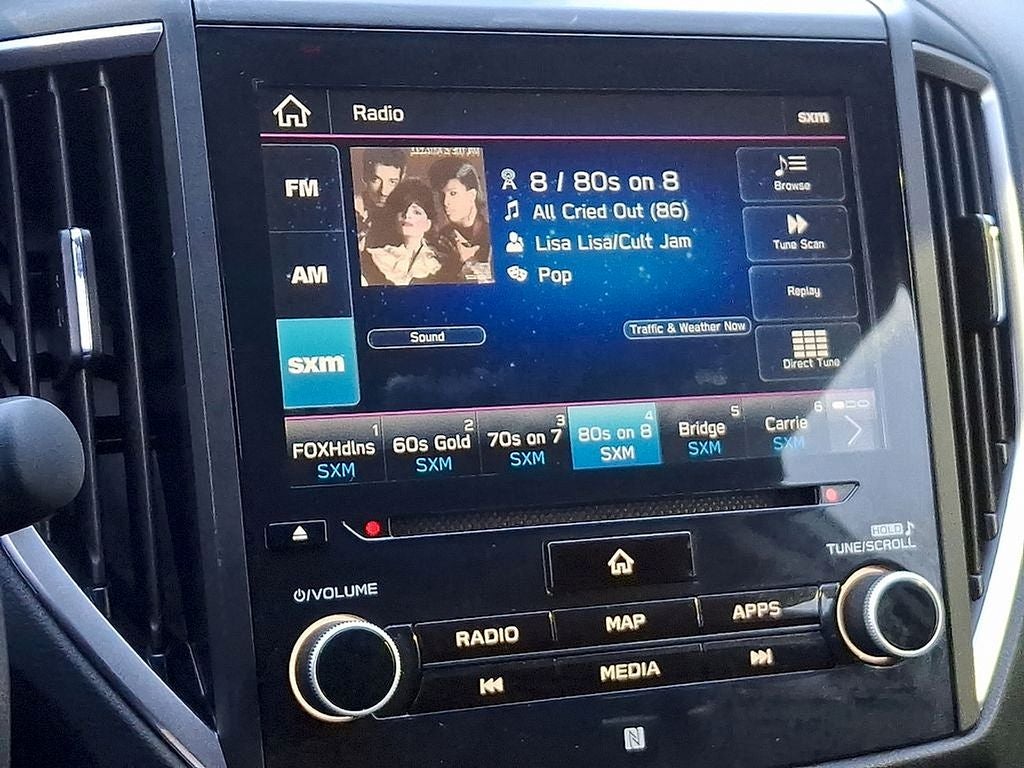 Radio
sxm
FM
AM
sxm
8 / 80s on 8
All Cried Out (86)
Lisa Lisa/Cult Jam
Pop
Browse
Tune Scan
Replay
Direct Tune
Sound
Traffic & Weather Now
1
FOXHdlns
SXM
2
60s Gold
SXM
3
70s on 7
SXM
4
80s on 8
SXM
5
Bridge
SXM
6
Carrie
SXM
HOLD
TUNE/SCROLL
/VOLUME
RADIO
MAP
APPS
MEDIA
N